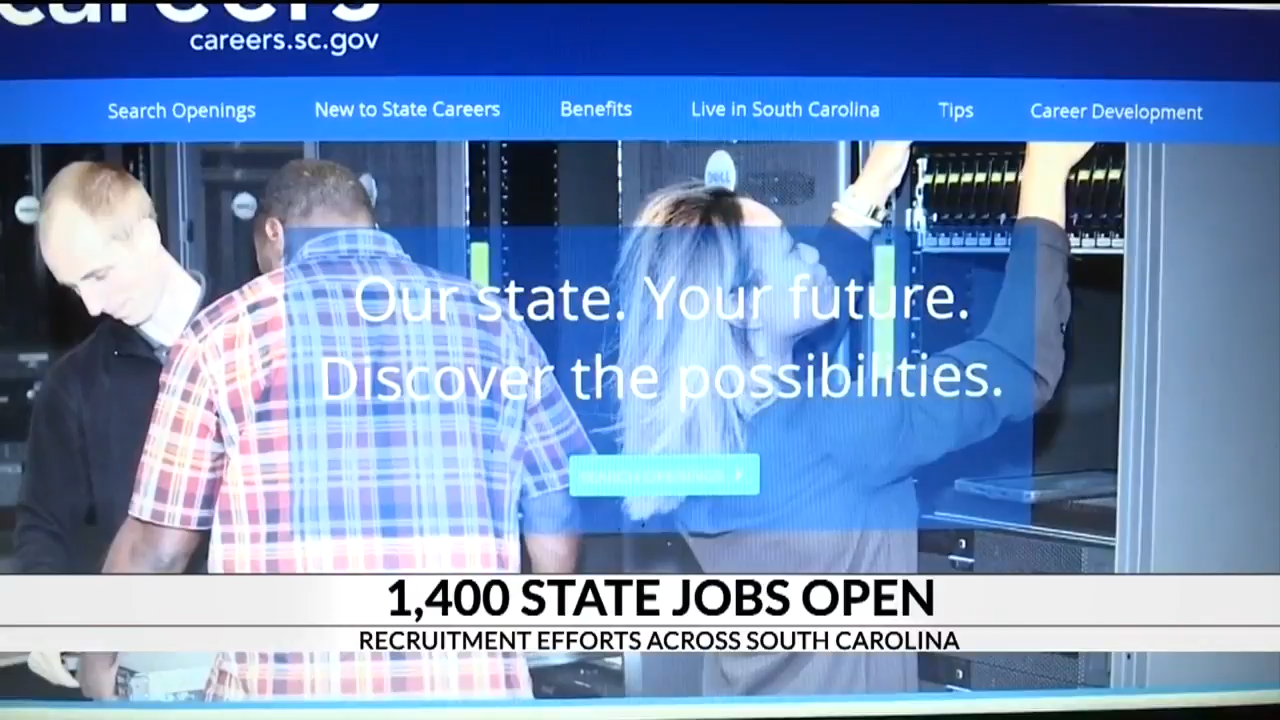 careers
careers.sc.gov
Search Openings New to State Careers Benefits Live in South Carolina Tips Career Development
DELL
Our state. Your future.
Discover the possibilities.
1,400 STATE JOBS OPEN
RECRUITMENT EFFORTS ACROSS SOUTH CAROLINA